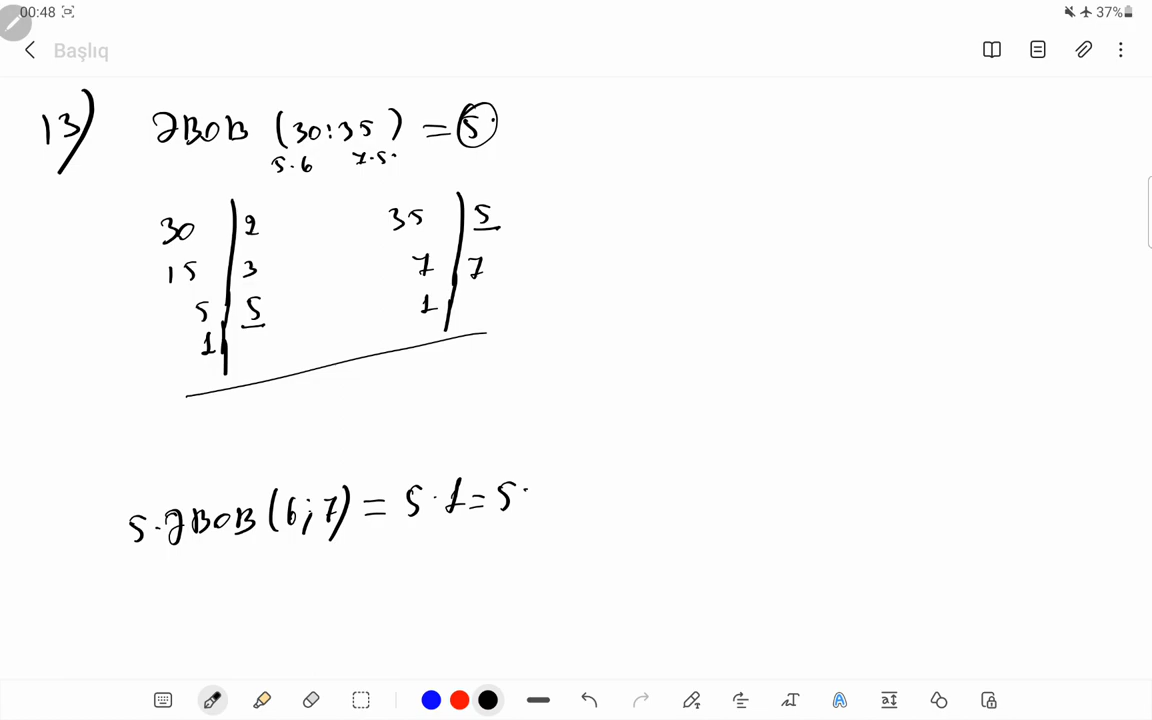 00:48 37%
Başlıq
13) ƏBOB (30:35) = 5.
5.6 7.5.
30 | 2 35 | 5
15 | 3 7 | 7
5 | 5 1 |
1 |
5.ƏBOB(6;7) = 5.1=5.